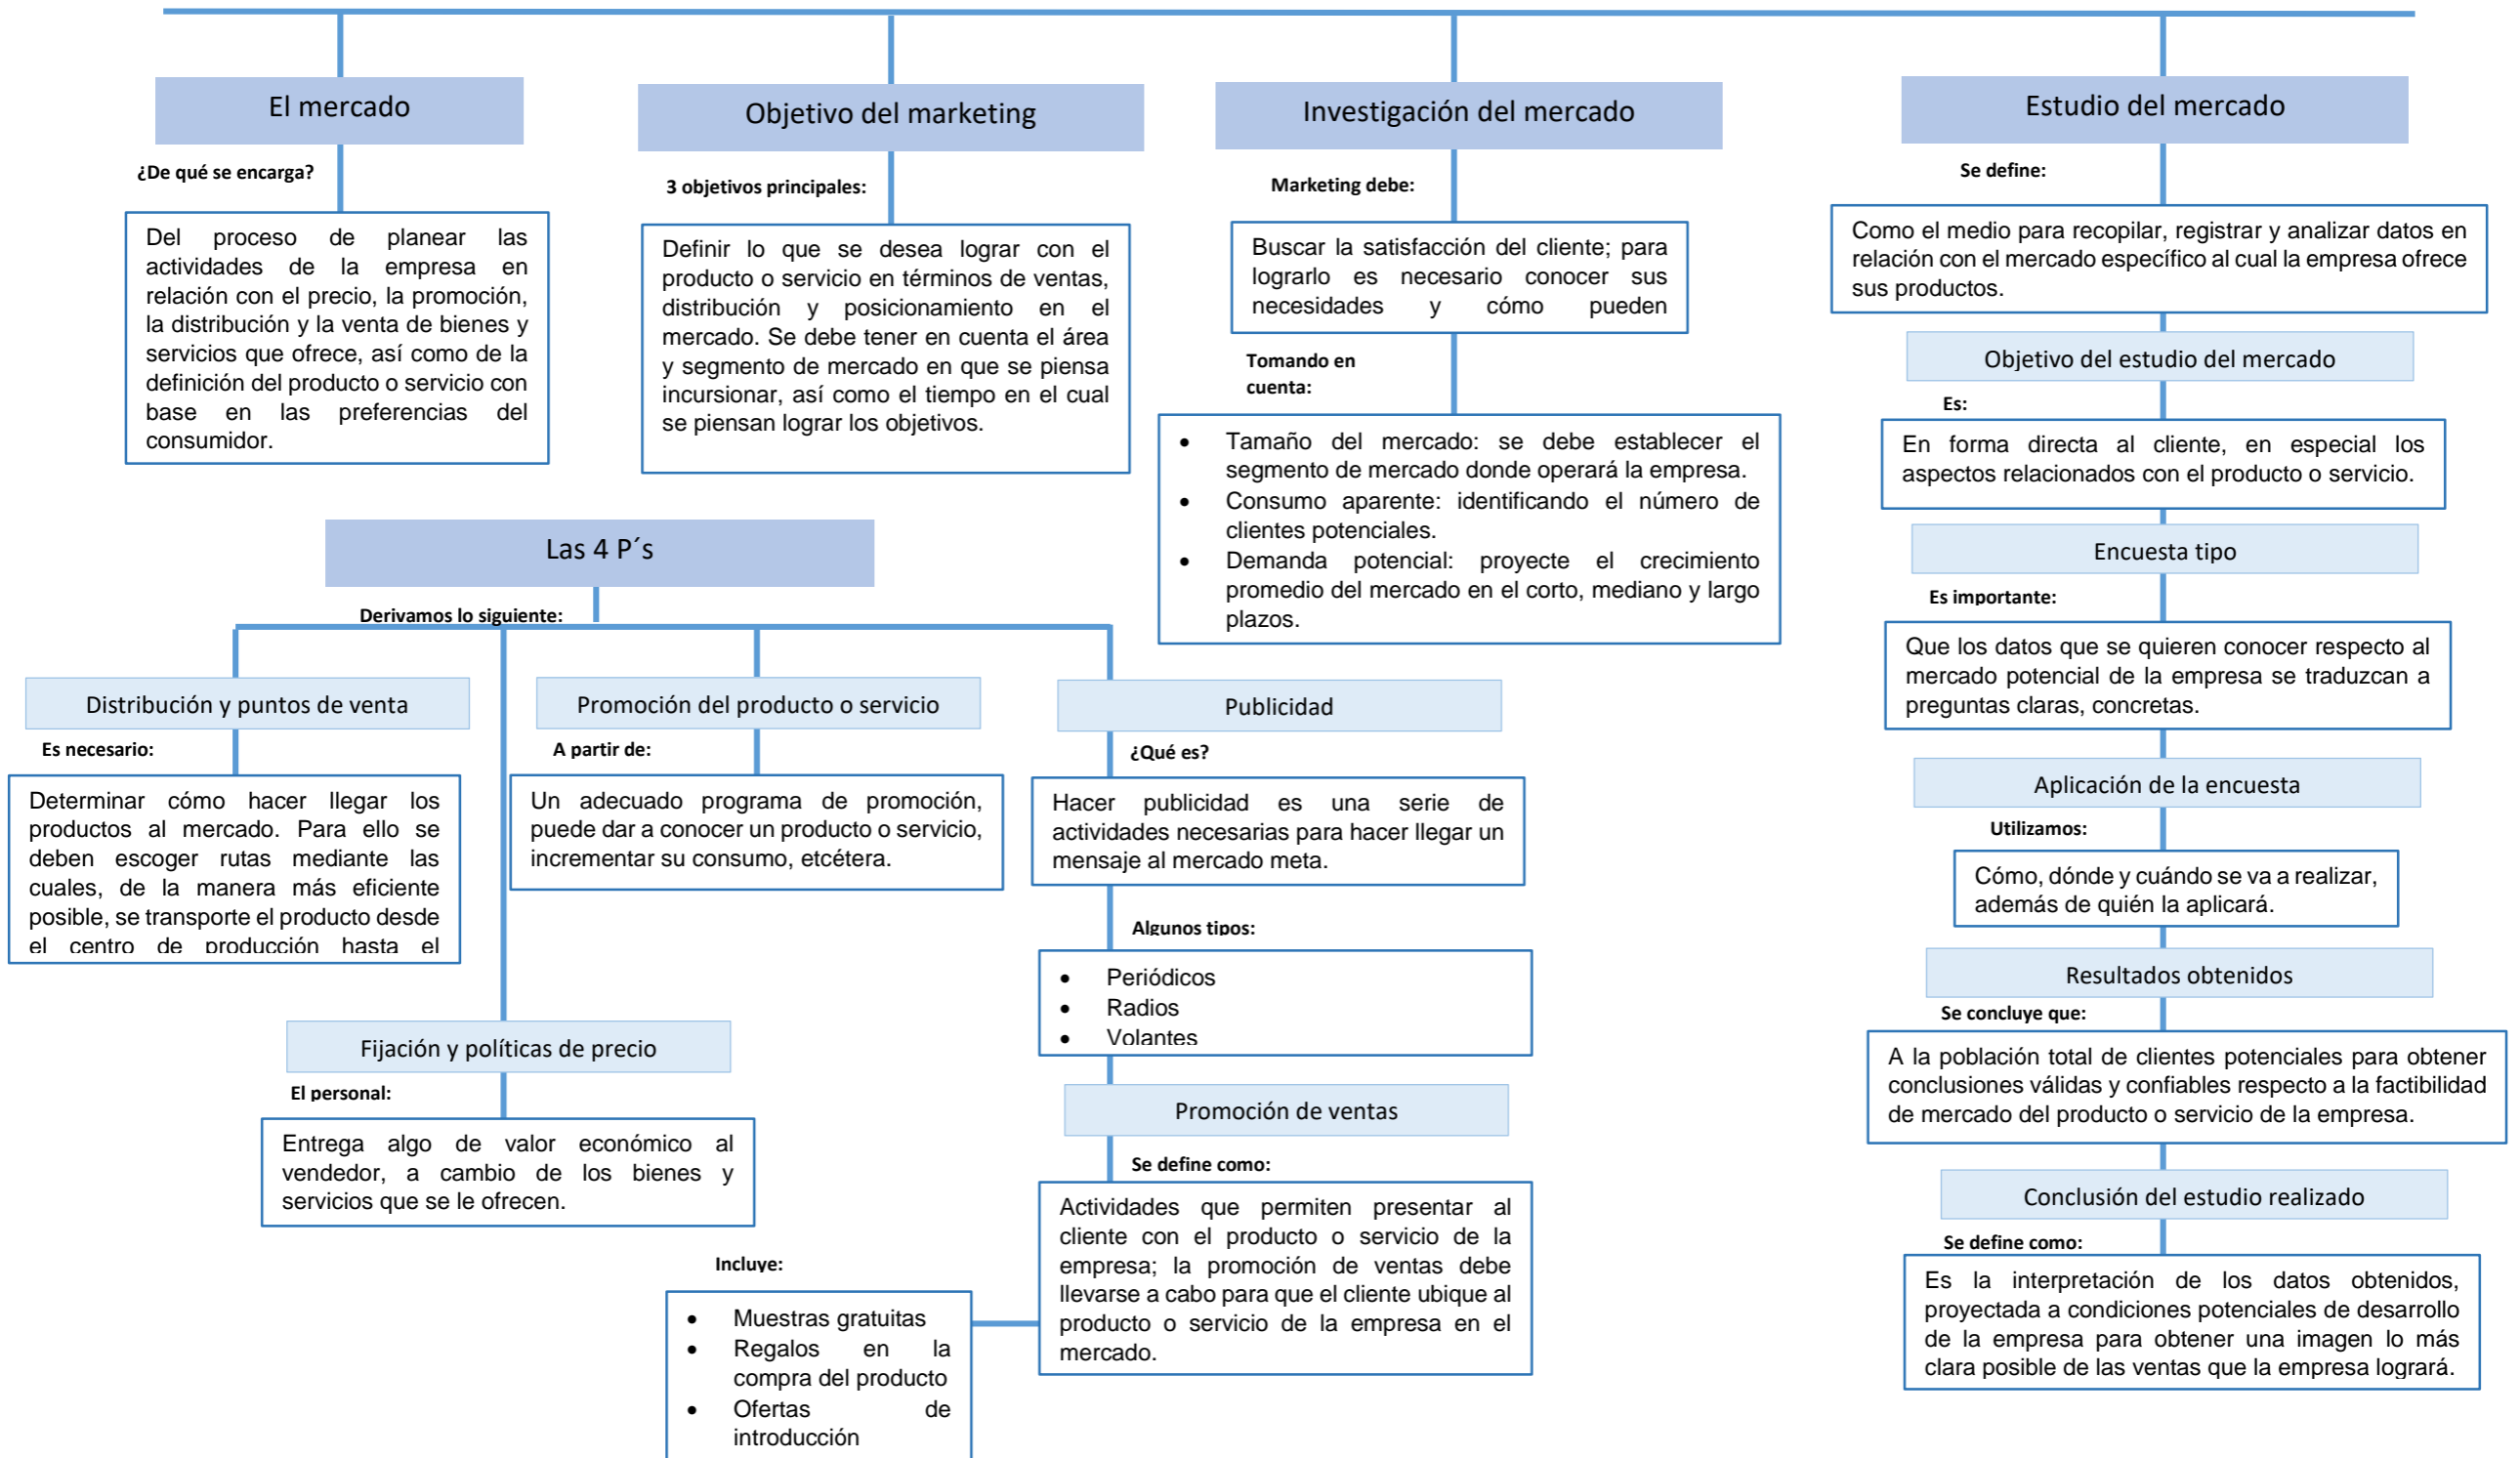 El mercado
¿De qué se encarga?
Del proceso de planear las
actividades de la empresa en
relación con el precio, la promoción,
la distribución y la venta de bienes y
servicios que ofrece, así como de la
definición del producto o servicio con
base en las preferencias del
consumidor.
Objetivo del marketing
3 objetivos principales:
Definir lo que se desea lograr con el
producto o servicio en términos de ventas,
distribución y posicionamiento en el
mercado. Se debe tener en cuenta el área
y segmento de mercado en que se piensa
incursionar, así como el tiempo en el cual
se piensan lograr los objetivos.
Investigación del mercado
Marketing debe:
Buscar la satisfacción del cliente; para
lograrlo es necesario conocer sus
necesidades y cómo pueden
Tomando en
cuenta:
• Tamaño del mercado: se debe establecer el
segmento de mercado donde operará la empresa.
• Consumo aparente: identificando el número de
clientes potenciales.
• Demanda potencial: proyecte el crecimiento
promedio del mercado en el corto, mediano y largo
plazos.
Estudio del mercado
Se define:
Como el medio para recopilar, registrar y analizar datos en
relación con el mercado específico al cual la empresa ofrece
sus productos.
Objetivo del estudio del mercado
Es:
En forma directa al cliente, en especial los
aspectos relacionados con el producto o servicio.
Encuesta tipo
Es importante:
Que los datos que se quieren conocer respecto al
mercado potencial de la empresa se traduzcan a
preguntas claras, concretas.
Aplicación de la encuesta
Utilizamos:
Cómo, dónde y cuándo se va a realizar,
además de quién la aplicará.
Resultados obtenidos
Se concluye que:
A la población total de clientes potenciales para obtener
conclusiones válidas y confiables respecto a la factibilidad
de mercado del producto o servicio de la empresa.
Conclusión del estudio realizado
Se define como:
Es la interpretación de los datos obtenidos,
proyectada a condiciones potenciales de desarrollo
de la empresa para obtener una imagen lo más
clara posible de las ventas que la empresa logrará.
Las 4 P´s
Derivamos lo siguiente:
Distribución y puntos de venta
Es necesario:
Determinar cómo hacer llegar los
productos al mercado. Para ello se
deben escoger rutas mediante las
cuales, de la manera más eficiente
posible, se transporte el producto desde
el centro de producción hasta el
Fijación y políticas de precio
El personal:
Entrega algo de valor económico al
vendedor, a cambio de los bienes y
servicios que se le ofrecen.
Promoción del producto o servicio
A partir de:
Un adecuado programa de promoción,
puede dar a conocer un producto o servicio,
incrementar su consumo, etcétera.
Publicidad
¿Qué es?
Hacer publicidad es una serie de
actividades necesarias para hacer llegar un
mensaje al mercado meta.
Algunos tipos:
• Periódicos
• Radios
• Volantes
Promoción de ventas
Se define como:
Actividades que permiten presentar al
cliente con el producto o servicio de la
empresa; la promoción de ventas debe
llevarse a cabo para que el cliente ubique al
producto o servicio de la empresa en el
mercado.
Incluye:
• Muestras gratuitas
• Regalos en la
compra del producto
• Ofertas de
introducción